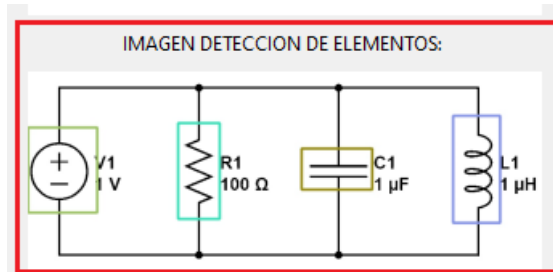 IMAGEN DETECCION DE ELEMENTOS:
V1
1 V
R1
100 Ω
C1
1 µF
L1
1 µH